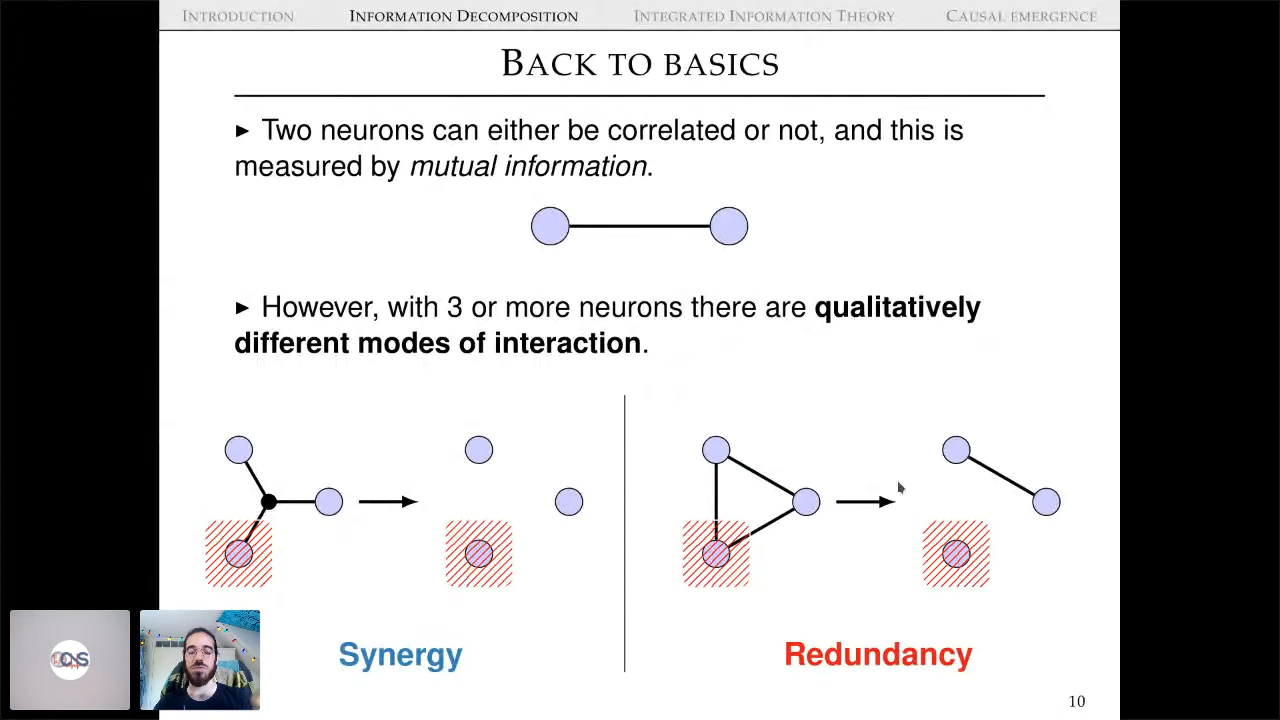 INTRODUCTION INFORMATION DECOMPOSITION INTEGRATED INFORMATION THEORY CAUSAL EMERGENCE
BACK TO BASICS
▶ Two neurons can either be correlated or not, and this is
measured by mutual information.
▶ However, with 3 or more neurons there are qualitatively
different modes of interaction.
Synergy
Redundancy
10